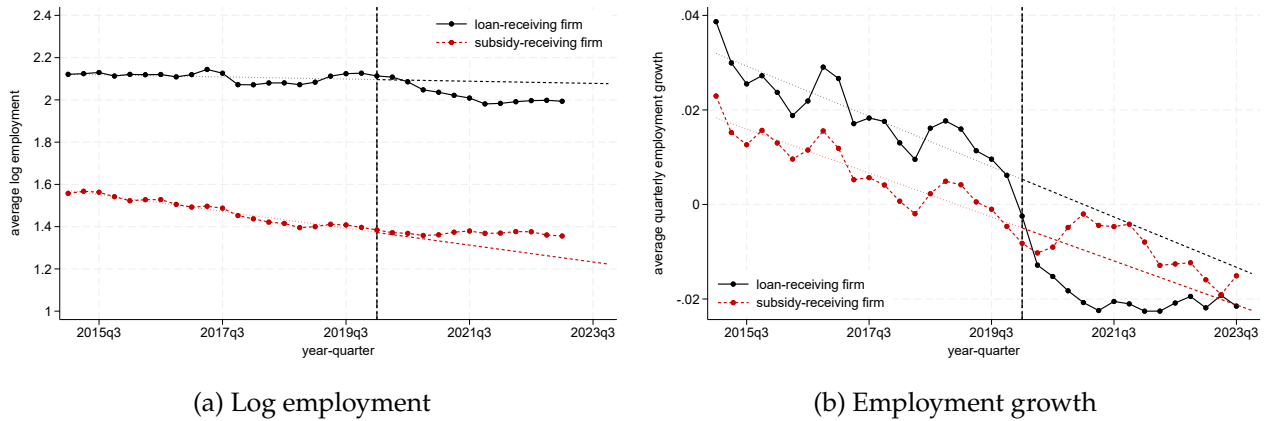 2.4
2.2
2
1.8
1.6
1.4
1.2
1
average log employment
loan-receiving firm
subsidy-receiving firm
2015q3 2017q3 2019q3 2021q3 2023q3
year-quarter
(a) Log employment
.04
.02
0
-.02
average quarterly employment growth
loan-receiving firm
subsidy-receiving firm
2015q3 2017q3 2019q3 2021q3 2023q3
year-quarter
(b) Employment growth